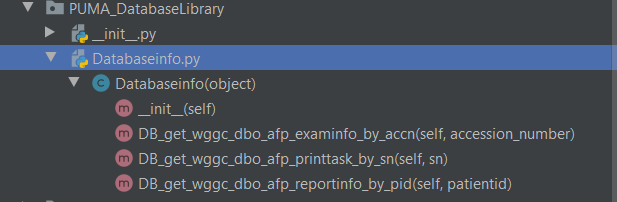 PUMA_DatabaseLibrary
__init__.py
Databaseinfo.py
C Databaseinfo(object)
m __init__(self)
m DB_get_wggc_dbo_afp_examinfo_by_accn(self, accession_number)
m DB_get_wggc_dbo_afp_printtask_by_sn(self, sn)
m DB_get_wggc_dbo_afp_reportinfo_by_pid(self, patientid)